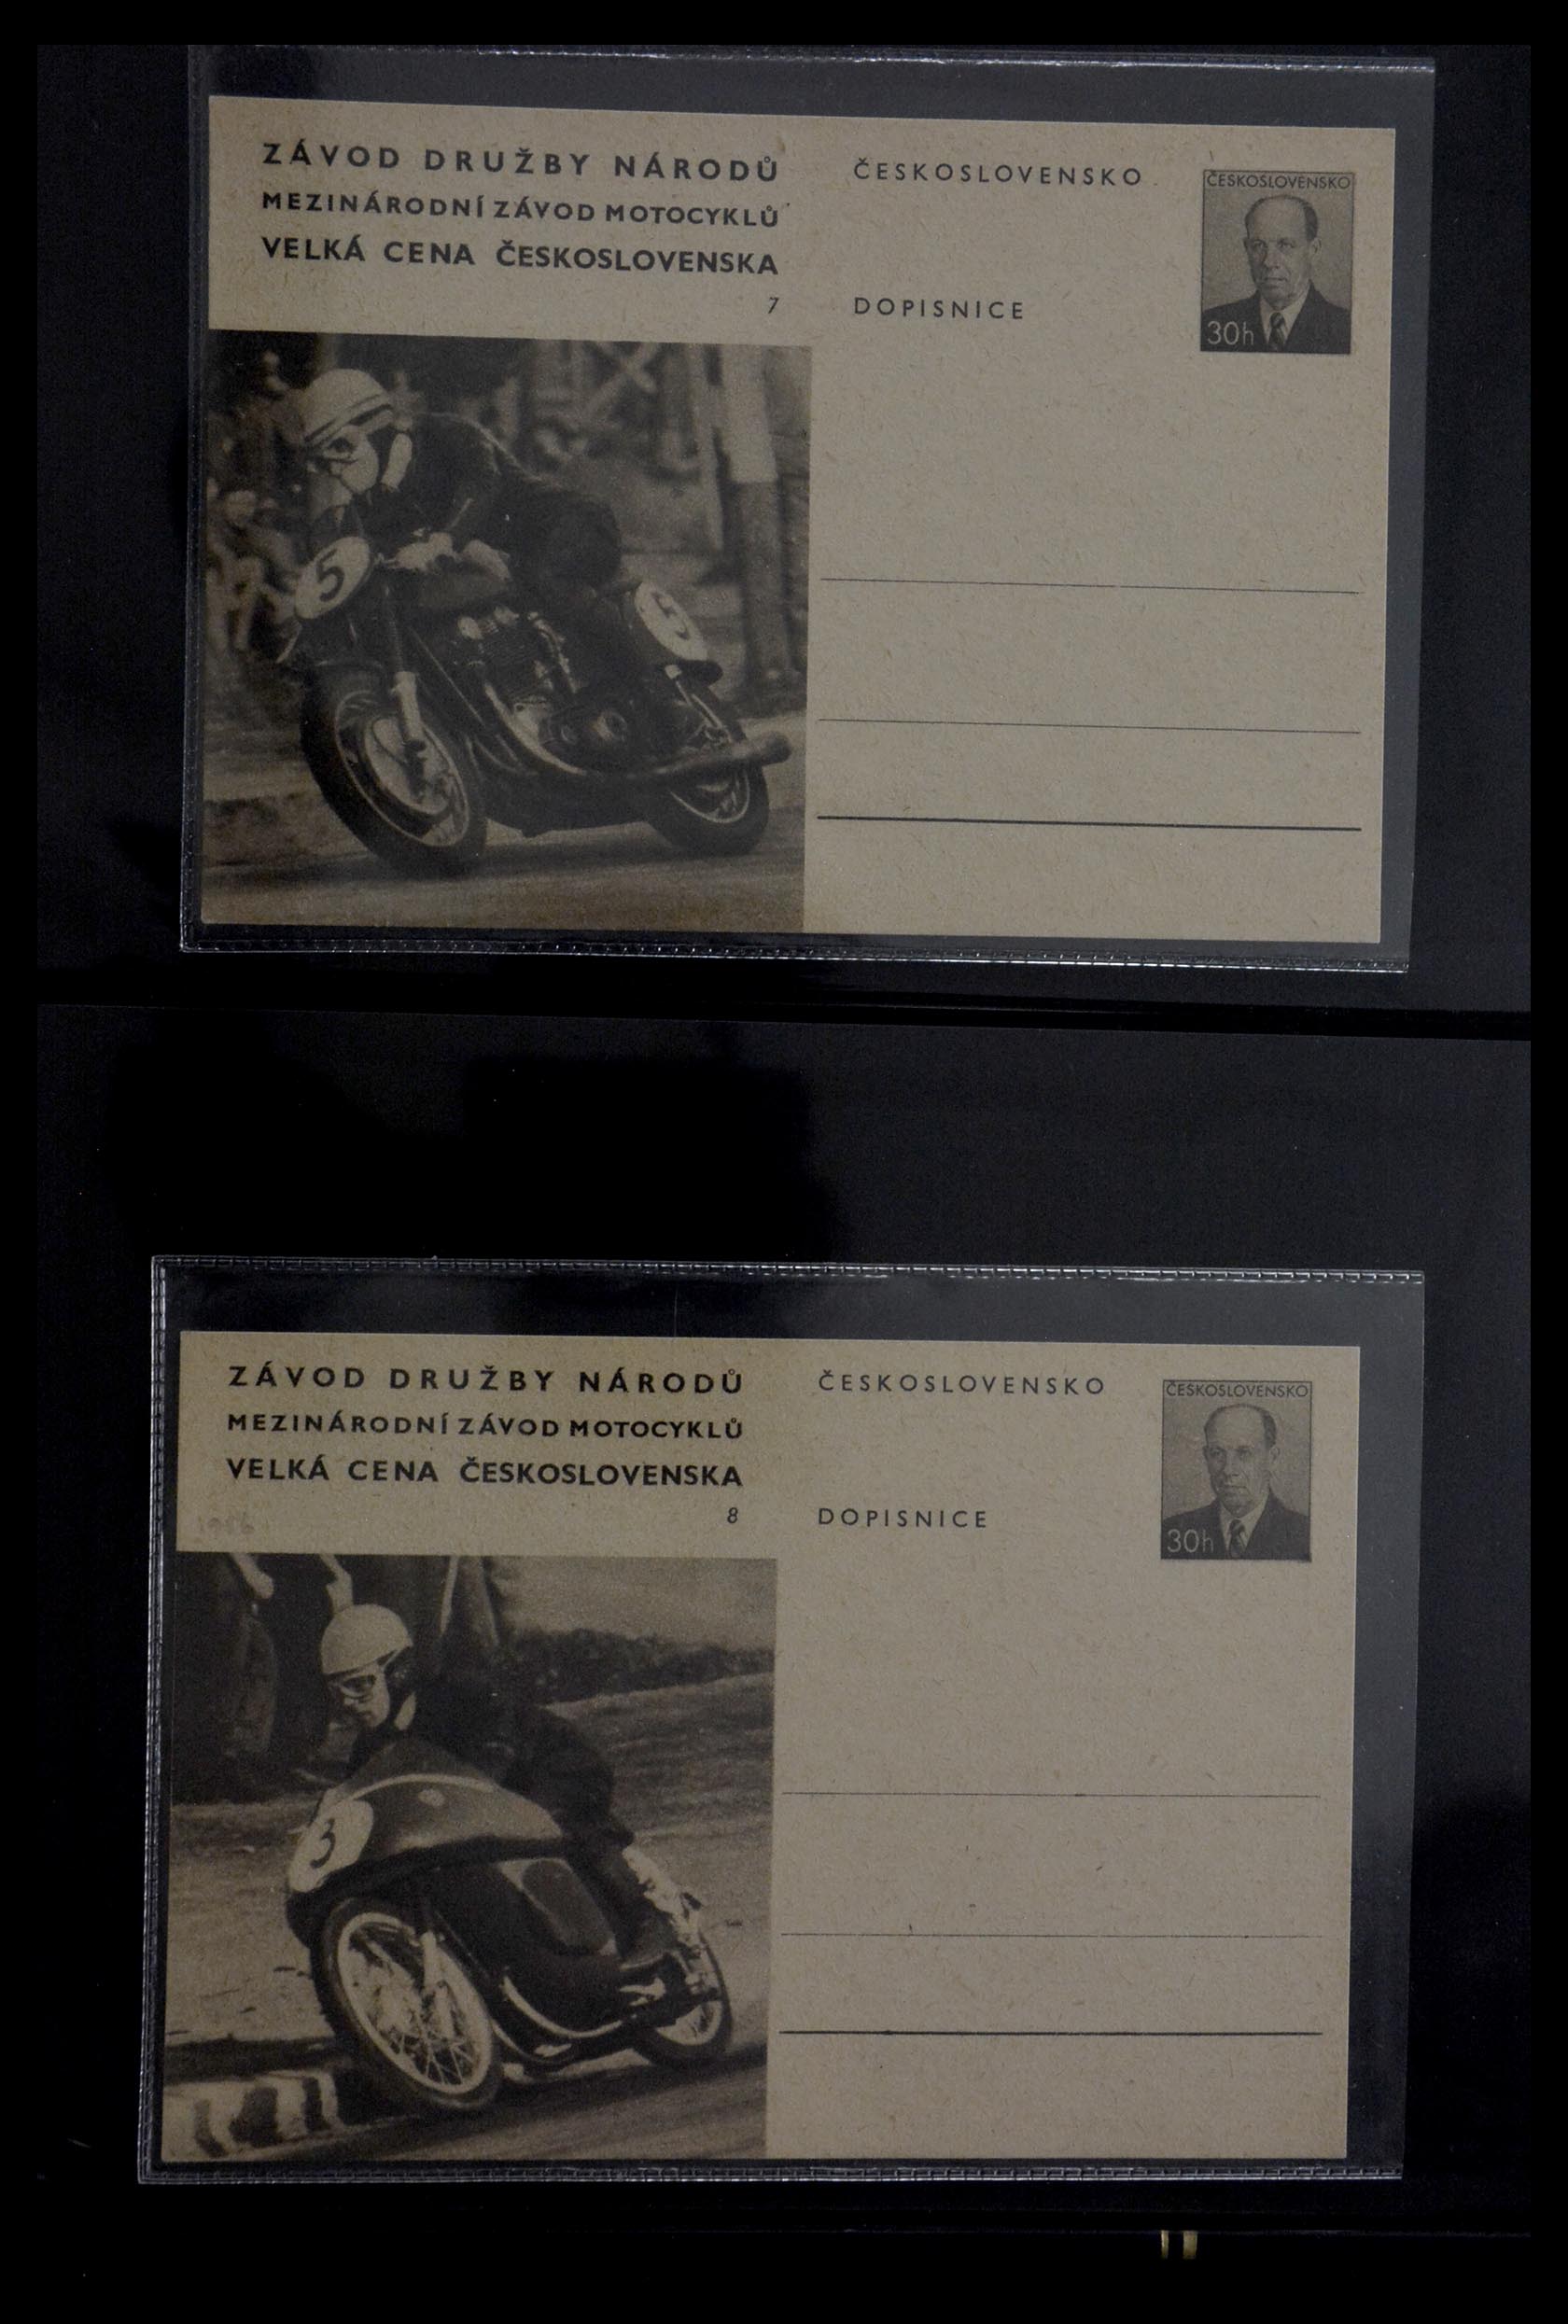 ZÁVOD DRUŽBY NÁRODŮ
MEZINÁRODNÍ ZÁVOD MOTOCYKLŮ
VELKÁ CENA ČESKOSLOVENSKA
7
ČESKOSLOVENSKO
DOPISNICE
ČESKOSLOVENSKO
30h
5
5
ZÁVOD DRUŽBY NÁRODŮ
MEZINÁRODNÍ ZÁVOD MOTOCYKLŮ
VELKÁ CENA ČESKOSLOVENSKA
8
ČESKOSLOVENSKO
DOPISNICE
ČESKOSLOVENSKO
30h
3